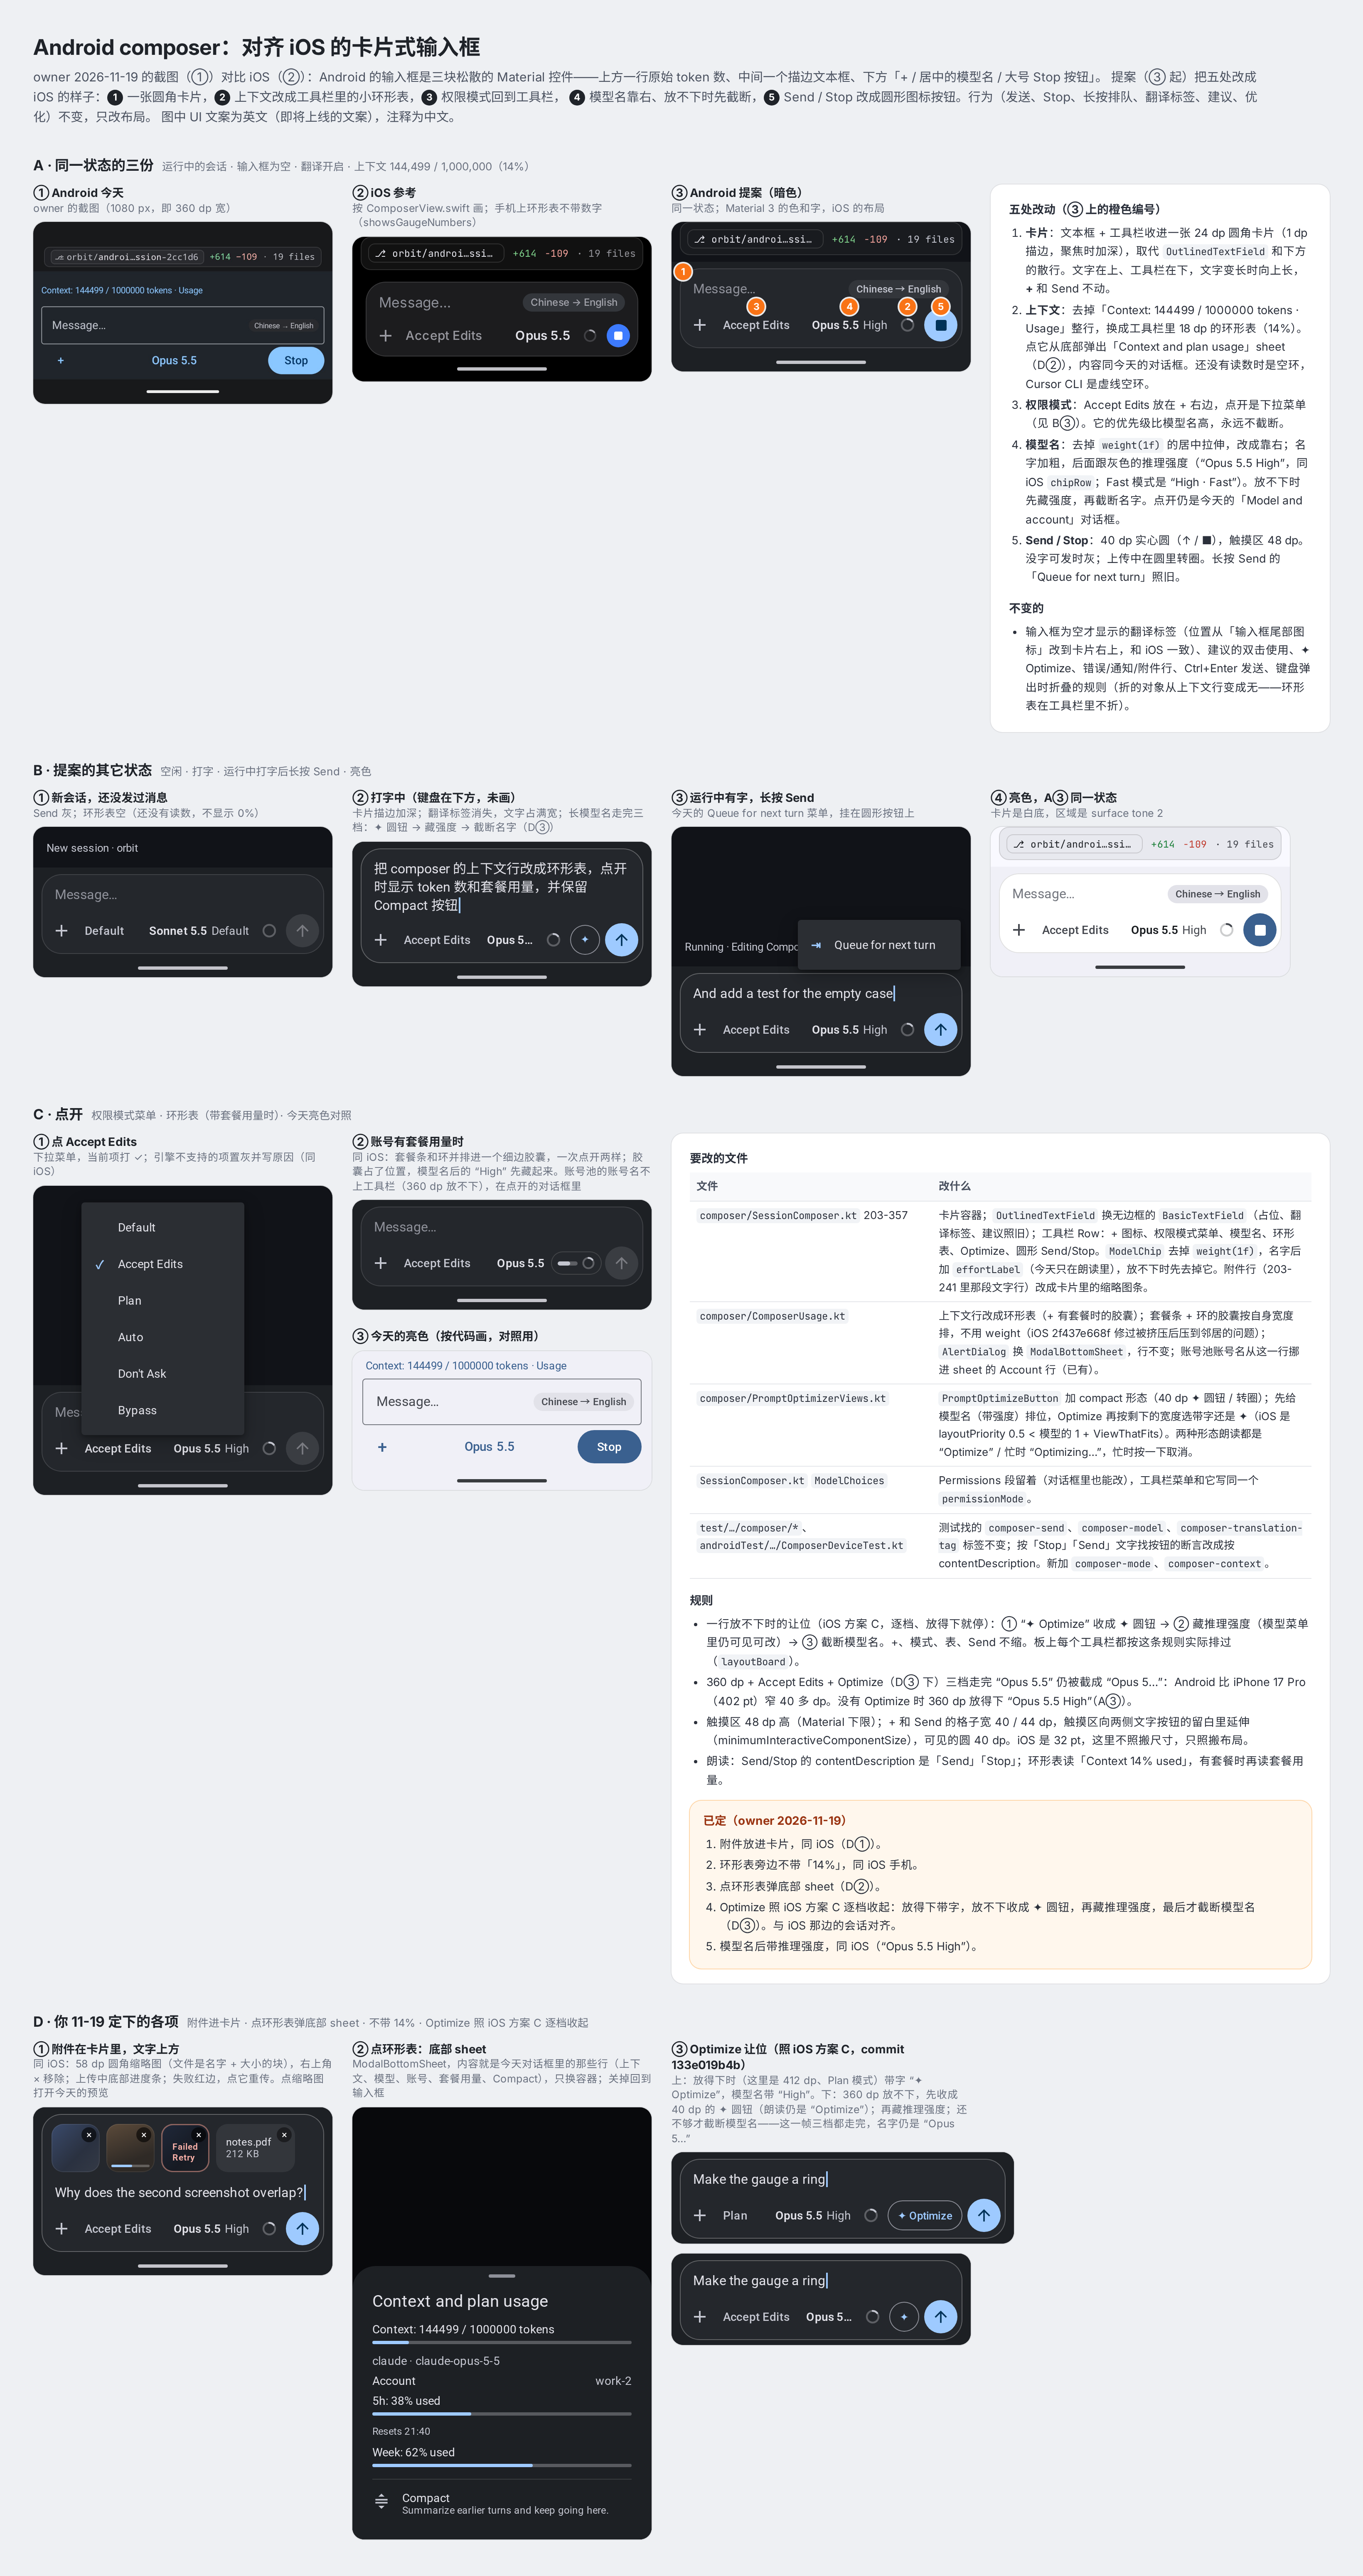 Android composer：对齐 iOS 的卡片式输入框
owner 2026-11-19 的截图（①）对比 iOS（②）：Android 的输入框是三块松散的 Material 控件——上方一行原始 token 数、中间一个描边文本框、下方「+ / 居中的模型名 / 大号 Stop 按钮」。 提案（③ 起）把五处改成
iOS 的样子：❶ 一张圆角卡片，❷ 上下文改成工具栏里的小环形表，❸ 权限模式回到工具栏， ❹ 模型名靠右、放不下时先截断，❺ Send / Stop 改成圆形图标按钮。行为（发送、Stop、长按排队、翻译标签、建议、优
化）不变，只改布局。 图中 UI 文案为英文（即将上线的文案），注释为中文。
A · 同一状态的三份 运行中的会话 · 输入框为空 · 翻译开启 · 上下文 144,499 / 1,000,000（14%）
① Android 今天
owner 的截图（1080 px，即 360 dp 宽）
⎇ orbit/androi…ssion-2cc1d6 +614 −109 · 19 files
Context: 144499 / 1000000 tokens · Usage
Message…
Chinese → English
+
Opus 5.5
Stop
② iOS 参考
按 ComposerView.swift 画；手机上环形表不带数字
（showsGaugeNumbers）
⎇ orbit/androi…ssi… +614 -109 · 19 files
Message…
Chinese → English
+ Accept Edits Opus 5.5
③ Android 提案（暗色）
同一状态；Material 3 的色和字，iOS 的布局
⎇ orbit/androi…ssi… +614 -109 · 19 files
1
Message…
Chinese → English
3 4 2 5
+ Accept Edits Opus 5.5 High
五处改动（③ 上的橙色编号）
1. 卡片：文本框 + 工具栏收进一张 24 dp 圆角卡片（1 dp
描边，聚焦时加深），取代 OutlinedTextField 和下方
的散行。文字在上、工具栏在下，文字变长时向上长，
+ 和 Send 不动。
2. 上下文：去掉「Context: 144499 / 1000000 tokens ·
Usage」整行，换成工具栏里 18 dp 的环形表（14%）。
点它从底部弹出「Context and plan usage」sheet
（D②），内容同今天的对话框。还没有读数时是空环，
Cursor CLI 是虚线空环。
3. 权限模式：Accept Edits 放在 + 右边，点开是下拉菜单
（见 B③）。它的优先级比模型名高，永远不截断。
4. 模型名：去掉 weight(1f) 的居中拉伸，改成靠右；名
字加粗，后面跟灰色的推理强度（“Opus 5.5 High”，同
iOS chipRow；Fast 模式是 “High · Fast”）。放不下时
先藏强度，再截断名字。点开仍是今天的「Model and
account」对话框。
5. Send / Stop：40 dp 实心圆（↑ / ■），触摸区 48 dp。
没字可发时灰；上传中在圆里转圈。长按 Send 的
「Queue for next turn」照旧。
不变的
• 输入框为空才显示的翻译标签（位置从「输入框尾部图
标」改到卡片右上，和 iOS 一致）、建议的双击使用、✦
Optimize、错误/通知/附件行、Ctrl+Enter 发送、键盘弹
出时折叠的规则（折的对象从上下文行变成无——环形
表在工具栏里不折）。
B · 提案的其它状态 空闲 · 打字 · 运行中打字后长按 Send · 亮色
① 新会话，还没发过消息
Send 灰；环形表空（还没有读数，不显示 0%）
New session · orbit
Message…
+ Default Sonnet 5.5 Default ↑
② 打字中（键盘在下方，未画）
卡片描边加深；翻译标签消失，文字占满宽；长模型名走完三
档：✦ 圆钮 → 藏强度 → 截断名字（D③）
把 composer 的上下文行改成环形表，点开
时显示 token 数和套餐用量，并保留
Compact 按钮
+ Accept Edits Opus 5… ✦ ↑
③ 运行中有字，长按 Send
今天的 Queue for next turn 菜单，挂在圆形按钮上
Running · Editing Compo
⇥ Queue for next turn
And add a test for the empty case
+ Accept Edits Opus 5.5 High ↑
④ 亮色，A③ 同一状态
卡片是白底，区域是 surface tone 2
⎇ orbit/androi…ssi… +614 -109 · 19 files
Message…
Chinese → English
+ Accept Edits Opus 5.5 High
C · 点开 权限模式菜单 · 环形表（带套餐用量时）· 今天亮色对照
① 点 Accept Edits
下拉菜单，当前项打 ✓；引擎不支持的项置灰并写原因（同
iOS）
Default
✓ Accept Edits
Plan
Auto
Don't Ask
Bypass
Mes
+ Accept Edits Opus 5.5 High ↑
② 账号有套餐用量时
同 iOS：套餐条和环并排进一个细边胶囊，一次点开两样；胶
囊占了位置，模型名后的 “High” 先藏起来。账号池的账号名不
上工具栏（360 dp 放不下），在点开的对话框里
Message…
+ Accept Edits Opus 5.5 ↑
③ 今天的亮色（按代码画，对照用）
Context: 144499 / 1000000 tokens · Usage
Message…
Chinese → English
+
Opus 5.5
Stop
要改的文件
文件 改什么
composer/SessionComposer.kt 203-357
卡片容器；OutlinedTextField 换无边框的 BasicTextField（占位、翻
译标签、建议照旧）；工具栏 Row：+ 图标、权限模式菜单、模型名、环形
表、Optimize、圆形 Send/Stop。ModelChip 去掉 weight(1f)，名字后
加 effortLabel（今天只在朗读里），放不下时先去掉它。附件行（203-
241 里那段文字行）改成卡片里的缩略图条。
composer/ComposerUsage.kt
上下文行改成环形表（+ 有套餐时的胶囊）；套餐条 + 环的胶囊按自身宽度
排，不用 weight（iOS 2f437e668f 修过被挤压后压到邻居的问题）；
AlertDialog 换 ModalBottomSheet，行不变；账号池账号名从这一行挪
进 sheet 的 Account 行（已有）。
composer/PromptOptimizerViews.kt
PromptOptimizeButton 加 compact 形态（40 dp ✦ 圆钮 / 转圈）；先给
模型名（带强度）排位，Optimize 再按剩下的宽度选带字还是 ✦（iOS 是
layoutPriority 0.5 < 模型的 1 + ViewThatFits）。两种形态朗读都是
“Optimize” / 忙时 “Optimizing…”，忙时按一下取消。
SessionComposer.kt ModelChoices
Permissions 段留着（对话框里也能改），工具栏菜单和它写同一个
permissionMode。
test/…/composer/*、
androidTest/…/ComposerDeviceTest.kt
测试找的 composer-send、composer-model、composer-translation-
tag 标签不变；按「Stop」「Send」文字找按钮的断言改成按
contentDescription。新加 composer-mode、composer-context。
规则
• 一行放不下时的让位（iOS 方案 C，逐档、放得下就停）：① “✦ Optimize” 收成 ✦ 圆钮 → ② 藏推理强度（模型菜单
里仍可见可改）→ ③ 截断模型名。+、模式、表、Send 不缩。板上每个工具栏都按这条规则实际排过
（layoutBoard）。
• 360 dp + Accept Edits + Optimize（D③ 下）三档走完 “Opus 5.5” 仍被截成 “Opus 5…”：Android 比 iPhone 17 Pro
（402 pt）窄 40 多 dp。没有 Optimize 时 360 dp 放得下 “Opus 5.5 High”（A③）。
• 触摸区 48 dp 高（Material 下限）；+ 和 Send 的格子宽 40 / 44 dp，触摸区向两侧文字按钮的留白里延伸
（minimumInteractiveComponentSize），可见的圆 40 dp。iOS 是 32 pt，这里不照搬尺寸，只照搬布局。
• 朗读：Send/Stop 的 contentDescription 是「Send」「Stop」；环形表读「Context 14% used」，有套餐时再读套餐用
量。
已定（owner 2026-11-19）
1. 附件放进卡片，同 iOS（D①）。
2. 环形表旁边不带「14%」，同 iOS 手机。
3. 点环形表弹底部 sheet（D②）。
4. Optimize 照 iOS 方案 C 逐档收起：放得下带字，放不下收成 ✦ 圆钮，再藏推理强度，最后才截断模型名
（D③）。与 iOS 那边的会话对齐。
5. 模型名后带推理强度，同 iOS（“Opus 5.5 High”）。
D · 你 11-19 定下的各项 附件进卡片 · 点环形表弹底部 sheet · 不带 14% · Optimize 照 iOS 方案 C 逐档收起
① 附件在卡片里，文字上方
同 iOS：58 dp 圆角缩略图（文件是名字 + 大小的块），右上角
× 移除；上传中底部进度条；失败红边，点它重传。点缩略图
打开今天的预览
× × × ×
Failed
Retry
notes.pdf
212 KB
Why does the second screenshot overlap?
+ Accept Edits Opus 5.5 High ↑
② 点环形表：底部 sheet
ModalBottomSheet，内容就是今天对话框里的那些行（上下
文、模型、账号、套餐用量、Compact），只换容器；关掉回到
输入框
Context and plan usage
Context: 144499 / 1000000 tokens
claude · claude-opus-5-5
Account work-2
5h: 38% used
Resets 21:40
Week: 62% used
Compact
Summarize earlier turns and keep going here.
③ Optimize 让位（照 iOS 方案 C，commit
133e019b4b）
上：放得下时（这里是 412 dp、Plan 模式）带字 “✦
Optimize”，模型名带 “High”。下：360 dp 放不下，先收成
40 dp 的 ✦ 圆钮（朗读仍是 “Optimize”）；再藏推理强度；还
不够才截断模型名——这一帧三档都走完，名字仍是 “Opus
5…”
Make the gauge a ring
+ Plan Opus 5.5 High ✦ Optimize ↑
Make the gauge a ring
+ Accept Edits Opus 5… ✦ ↑